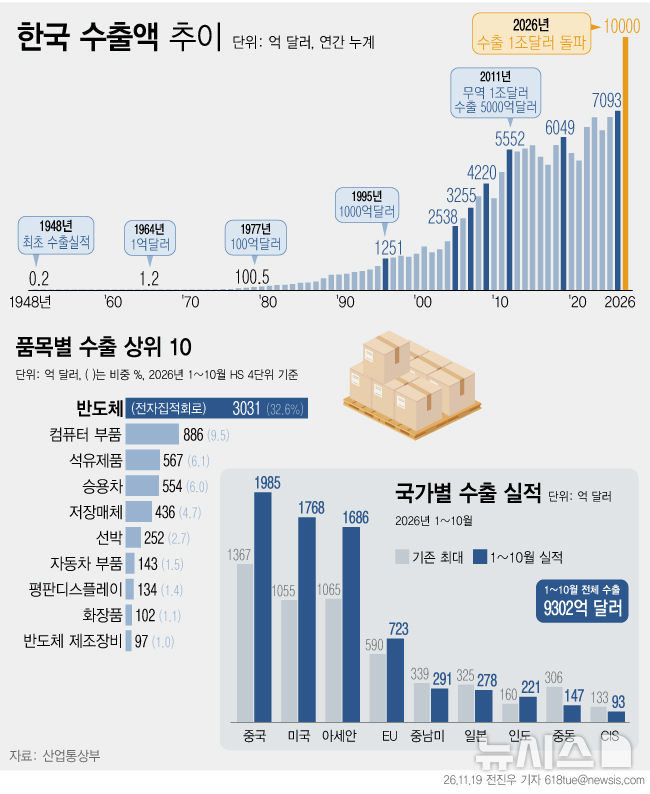 한국 수출액 추이 단위: 억 달러, 연간 누계
2026년
수출 1조달러 돌파
10000
2011년
무역 1조달러
수출 5000억달러
7093
6049
5552
4220
3255
2538
1995년
1000억달러
1251
1948년
최초 수출실적
1964년
1억달러
1977년
100억달러
0.2
1.2
100.5
1948년 '60 '70 '80 '90 '00 '10 '20 2026
품목별 수출 상위 10
단위: 억 달러, ( )는 비중 %, 2026년 1~10월 HS 4단위 기준
반도체 (전자집적회로) 3031 (32.6%)
컴퓨터 부품 886 (9.5)
석유제품 567 (6.1)
승용차 554 (6.0)
저장매체 436 (4.7)
선박 252 (2.7)
자동차 부품 143 (1.5)
평판디스플레이 134 (1.4)
화장품 102 (1.1)
반도체 제조장비 97 (1.0)
국가별 수출 실적 단위: 억 달러
2026년 1~10월
기존 최대 1~10월 실적
1~10월 전체 수출
9302억 달러
1367 1985
1055 1768
1065 1686
590 723
339 291
325 278
160 221
306 147
133 93
중국 미국 아세안 EU 중남미 일본 인도 중동 CIS
자료: 산업통상부
뉴시스
26.11.19 전진우 기자 618tue@newsis.com